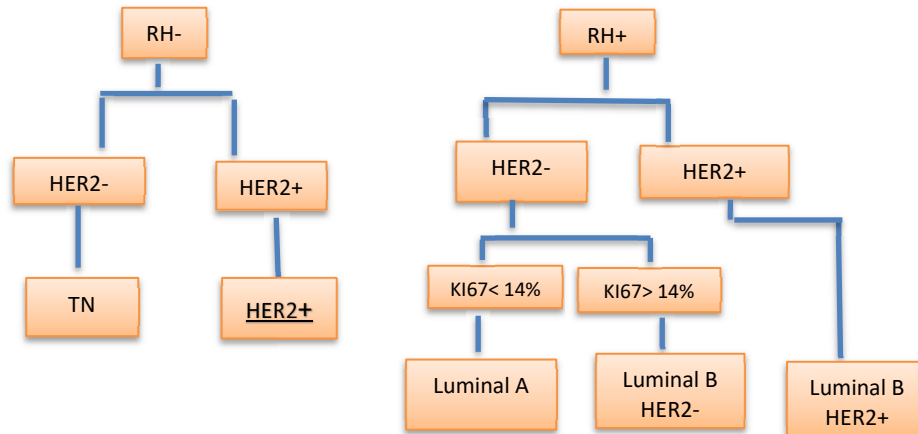 RH-
RH+
HER2-
HER2+
HER2-
HER2+
TN
HER2+
KI67< 14%
KI67> 14%
Luminal A
Luminal B
HER2-
Luminal B
HER2+